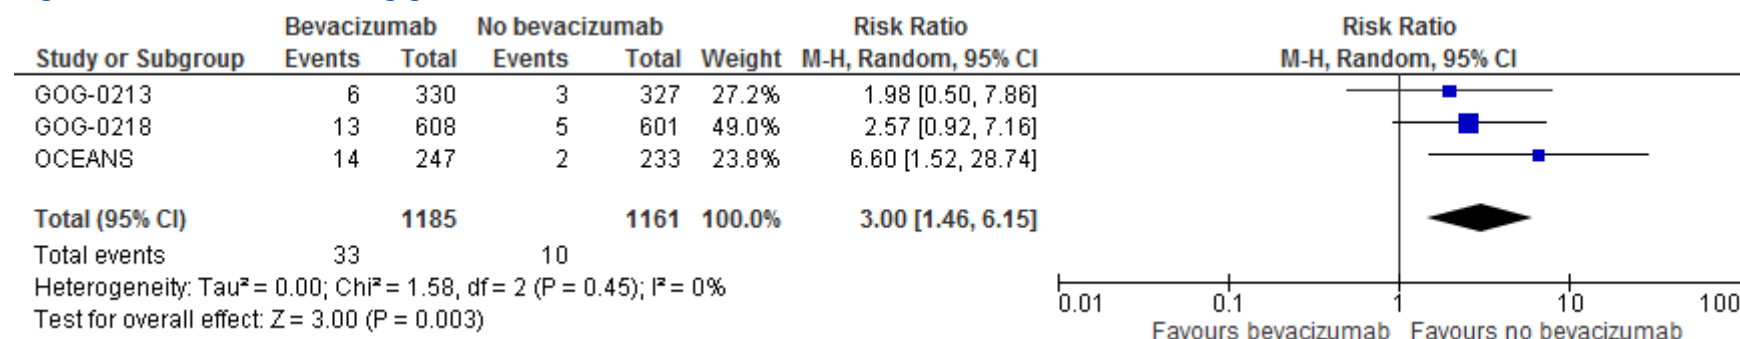 Bevacizumab No bevacizumab Risk Ratio Risk Ratio
Study or Subgroup Events Total Events Total Weight M-H, Random, 95% CI M-H, Random, 95% CI
GOG-0213 6 330 3 327 27.2% 1.98 [0.50, 7.86]
GOG-0218 13 608 5 601 49.0% 2.57 [0.92, 7.16]
OCEANS 14 247 2 233 23.8% 6.60 [1.52, 28.74]
Total (95% CI) 1185 1161 100.0% 3.00 [1.46, 6.15]
Total events 33 10
Heterogeneity: Tau² = 0.00; Chi² = 1.58, df = 2 (P = 0.45); I² = 0%
Test for overall effect: Z = 3.00 (P = 0.003)
0.01 0.1 1 10 100
Favours bevacizumab Favours no bevacizumab